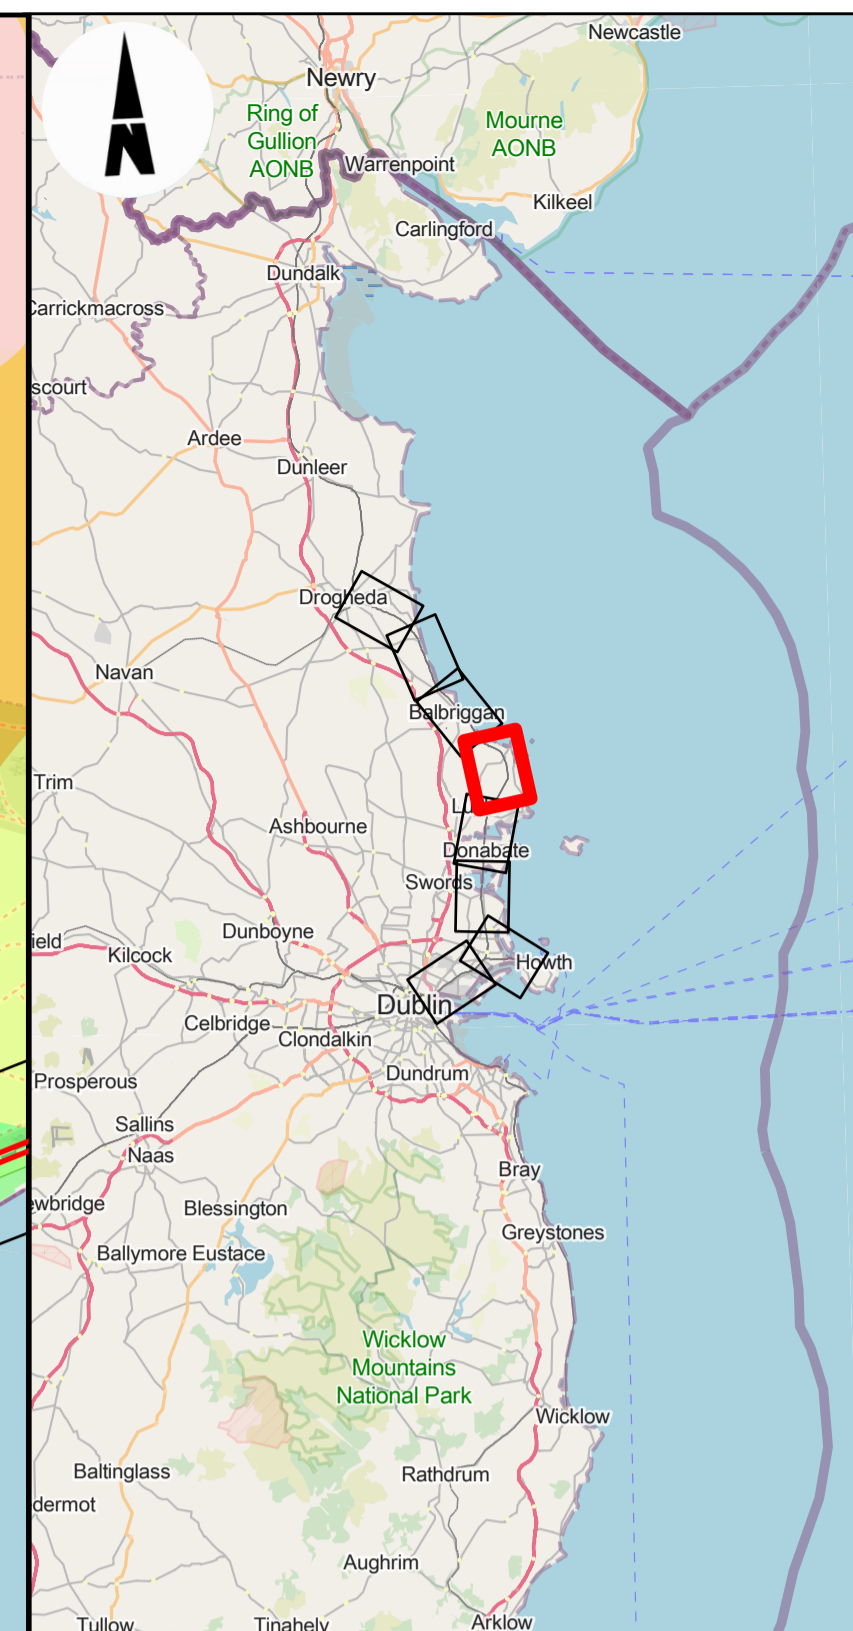 Newcastle
Newry
Ring of
Gullion
AONB
Mourne
AONB
N
Warrenpoint
Kilkeel
Carlingford
Dundalk
Carrickmacross
scourt
Ardee
Dunleer
Drogheda
Navan
Balbriggan
Trim
Lu
Ashbourne
Donabate
Swords
Dunboyne
ield
Kilcock
Howth
Dublin
Celbridge
Clondalkin
Dundrum
Prosperous
Sallins
Naas
Bray
ewbridge
Blessington
Greystones
Ballymore Eustace
Wicklow
Mountains
National Park
Wicklow
Baltinglass
Rathdrum
dermot
Aughrim
Tullow
Tinahely
Arklow